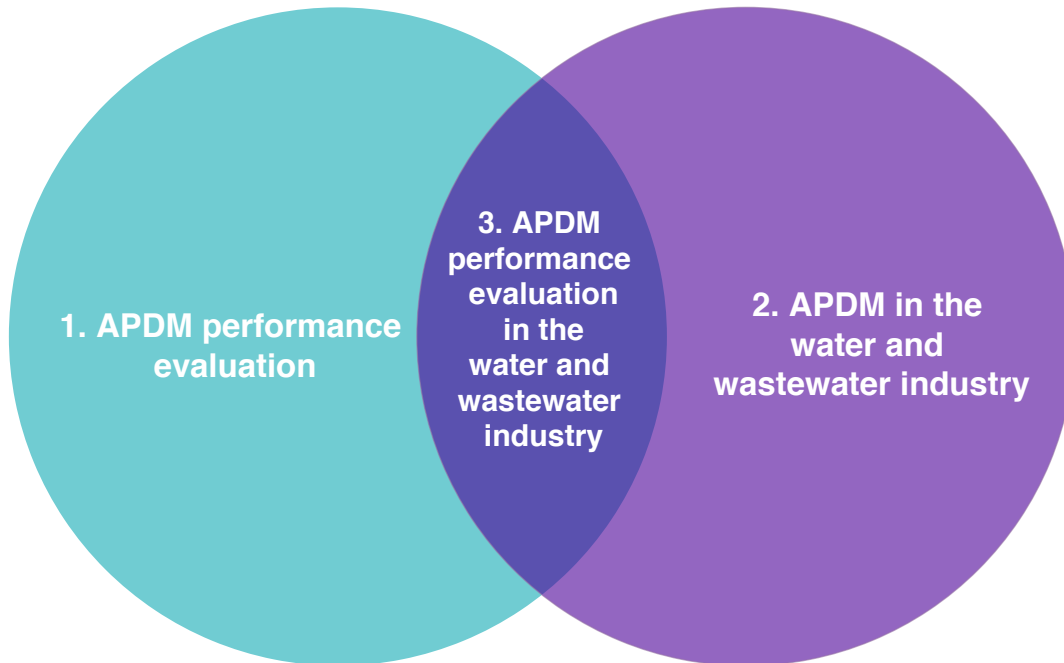 1. APDM performance
evaluation
3. APDM
performance
evaluation
in the
water and
wastewater
industry
2. APDM in the
water and
wastewater industry